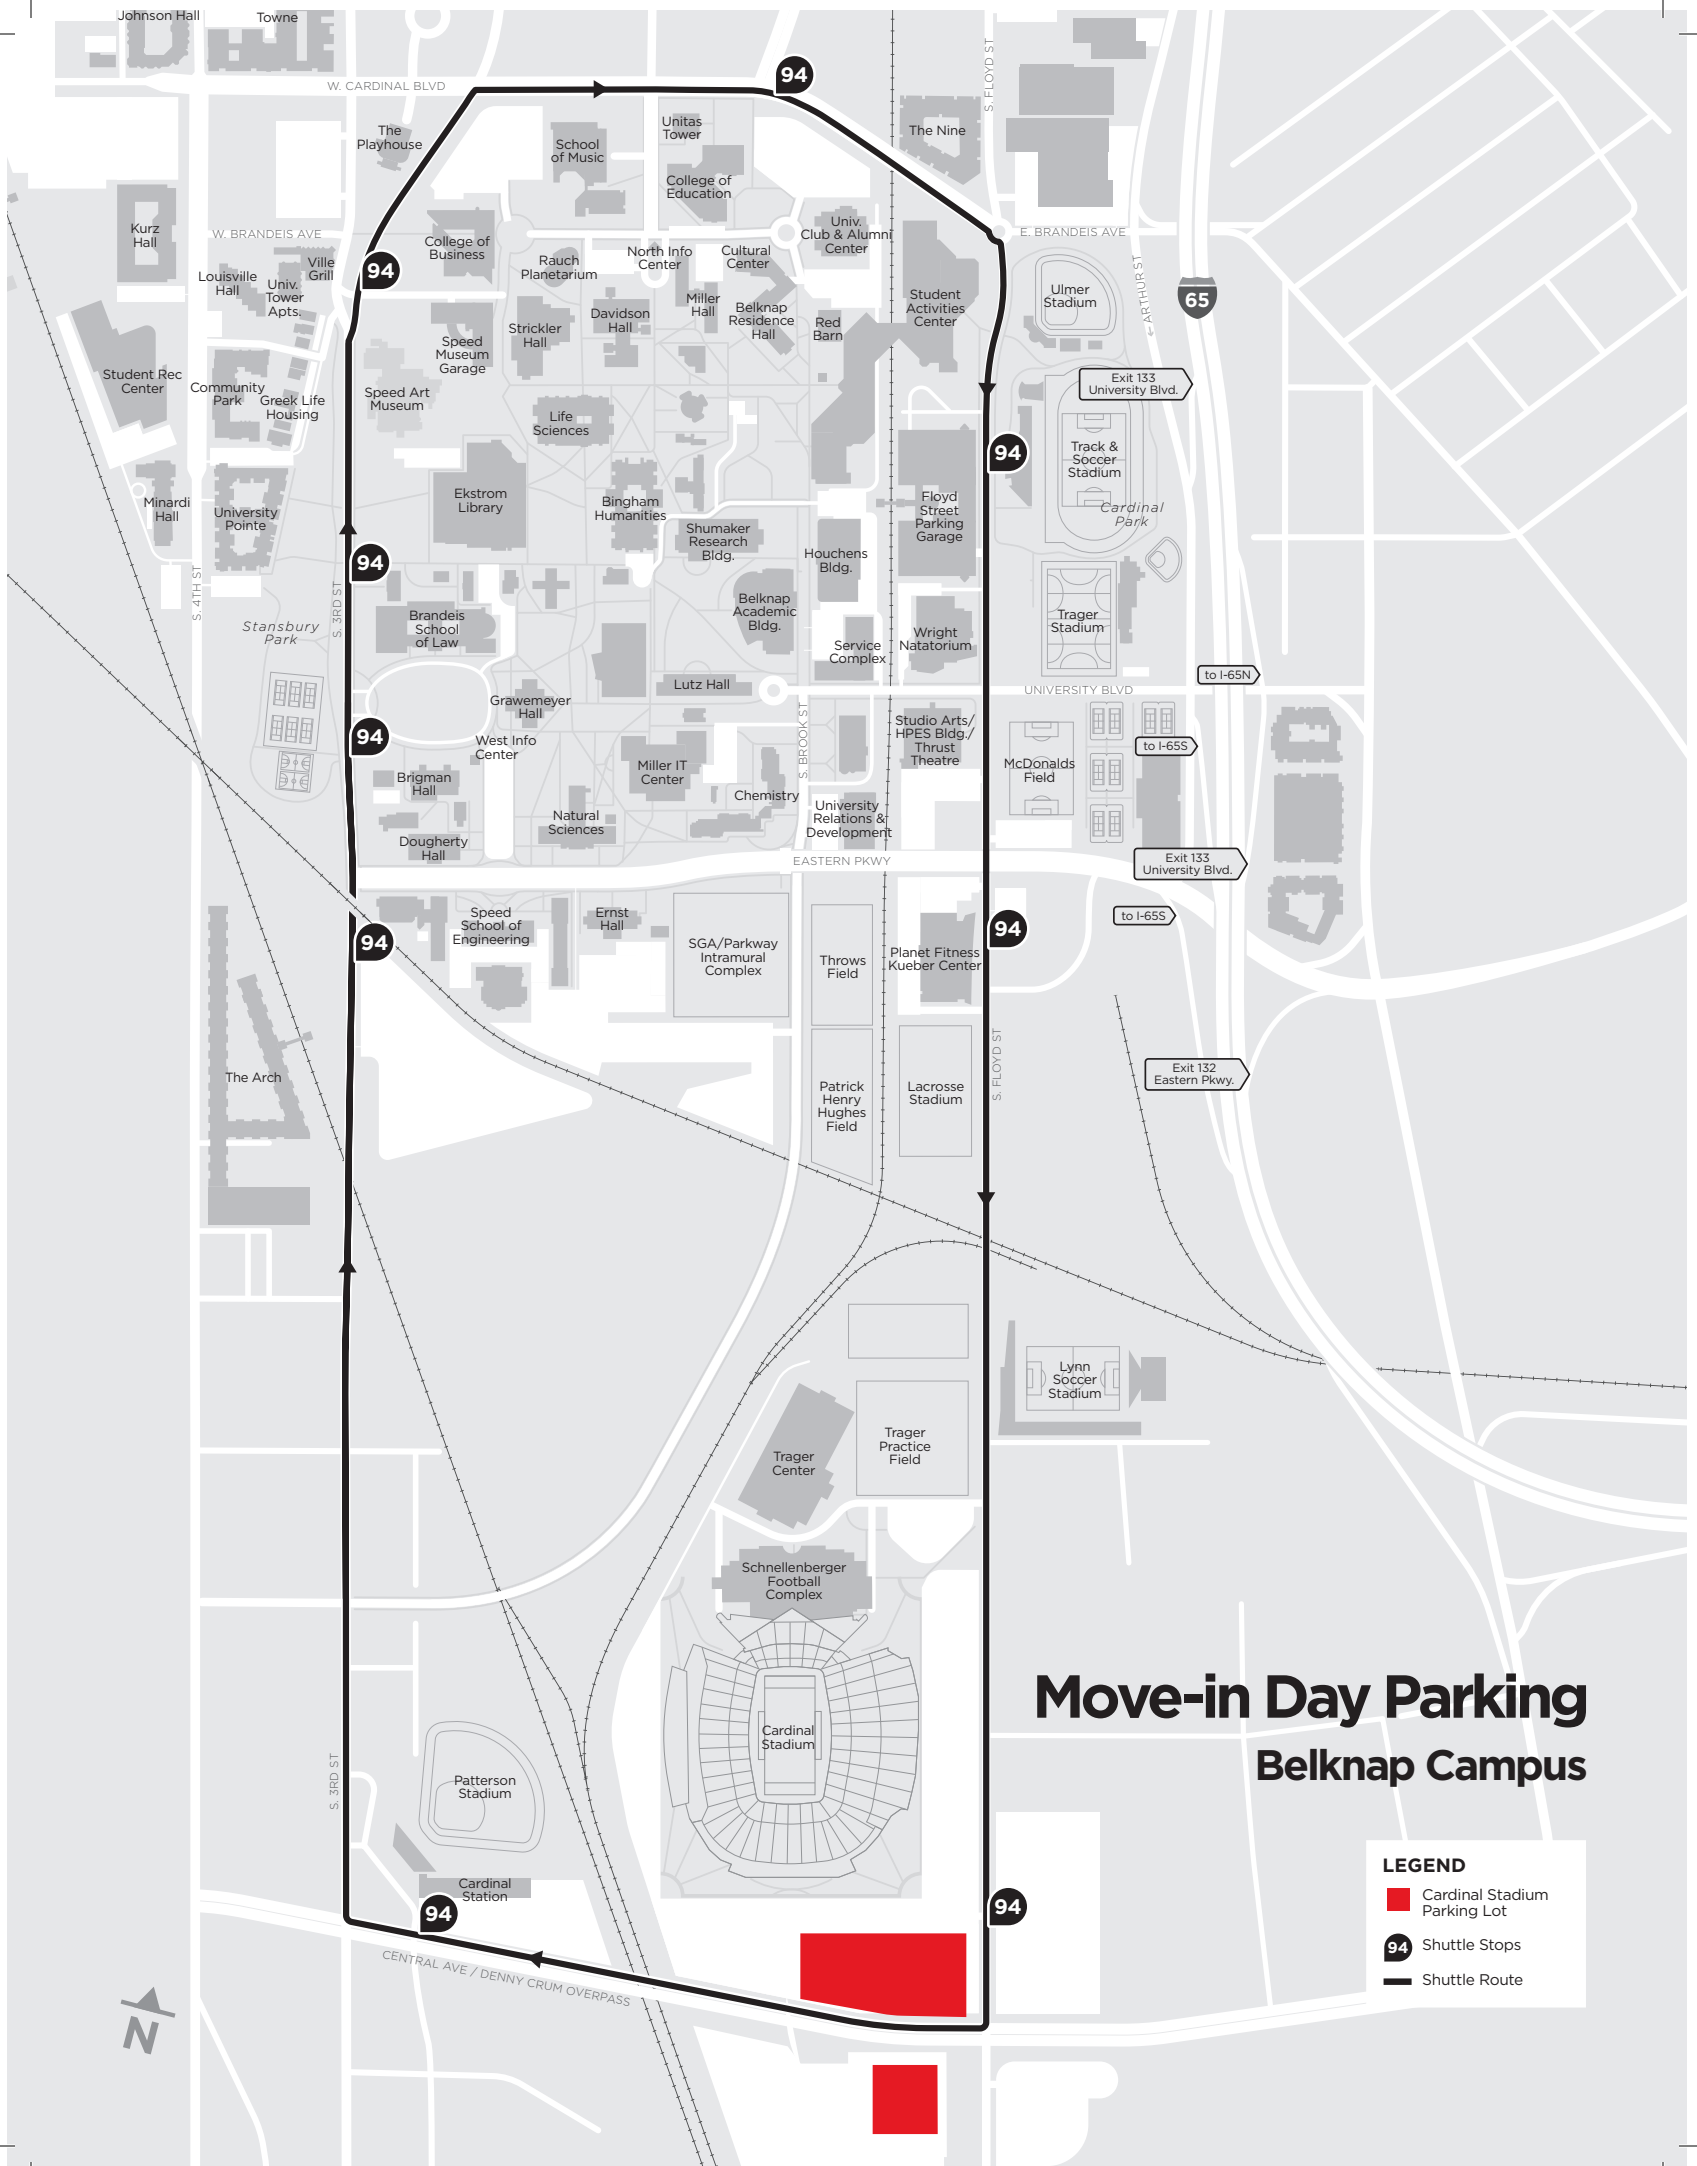 Johnson Hall
Towne
W. CARDINAL BLVD
94
S. FLOYD ST
The
Playhouse
School
of Music
Unitas
Tower
The Nine
College of
Education
Kurz
Hall
W. BRANDEIS AVE
College of
Business
Univ.
Club & Alumni
Center
E. BRANDEIS AVE
Louisville
Hall
Ville
Grill
Univ.
Tower
Apts.
94
Rauch
Planetarium
North Info
Center
Cultural
Center
← ARTHUR ST
65
Ulmer
Stadium
Student
Activities
Center
Miller
Hall
Belknap
Residence
Hall
Red
Barn
Davidson
Hall
Strickler
Hall
Speed
Museum
Garage
Student Rec
Center
Community
Park
Greek Life
Housing
Speed Art
Museum
Life
Sciences
Exit 133
University Blvd.
94
Track &
Soccer
Stadium
Cardinal
Park
Minardi
Hall
University
Pointe
Ekstrom
Library
Bingham
Humanities
Shumaker
Research
Bldg.
Houchens
Bldg.
Floyd
Street
Parking
Garage
94
S. 4TH ST
S. 3RD ST
Stansbury
Park
Brandeis
School
of Law
Belknap
Academic
Bldg.
Service
Complex
Wright
Natatorium
Trager
Stadium
to I-65N
UNIVERSITY BLVD
Lutz Hall
Grawemeyer
Hall
94
West Info
Center
S. BROOK ST
Studio Arts/
HPES Bldg./
Thrust
Theatre
McDonalds
Field
to I-65S
Brigman
Hall
Miller IT
Center
Chemistry
Natural
Sciences
University
Relations &
Development
Dougherty
Hall
EASTERN PKWY
Exit 133
University Blvd.
to I-65S
94
Speed
School of
Engineering
Ernst
Hall
SGA/Parkway
Intramural
Complex
Throws
Field
Planet Fitness
Kueber Center
94
S. FLOYD ST
The Arch
Patrick
Henry
Hughes
Field
Lacrosse
Stadium
Exit 132
Eastern Pkwy.
Lynn
Soccer
Stadium
Trager
Center
Trager
Practice
Field
Schnellenberger
Football
Complex
Cardinal
Stadium
S. 3RD ST
Patterson
Stadium
Cardinal
Station
94
94
CENTRAL AVE / DENNY CRUM OVERPASS
N
Move-in Day Parking
Belknap Campus
LEGEND
Cardinal Stadium
Parking Lot
94 Shuttle Stops
Shuttle Route